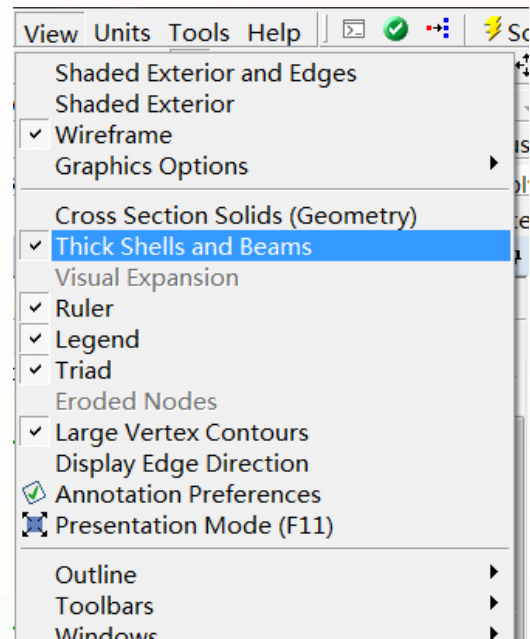 View Units Tools Help
Shaded Exterior and Edges
Shaded Exterior
Wireframe
Graphics Options
Cross Section Solids (Geometry)
Thick Shells and Beams
Visual Expansion
Ruler
Legend
Triad
Eroded Nodes
Large Vertex Contours
Display Edge Direction
Annotation Preferences
Presentation Mode (F11)
Outline
Toolbars
Windows